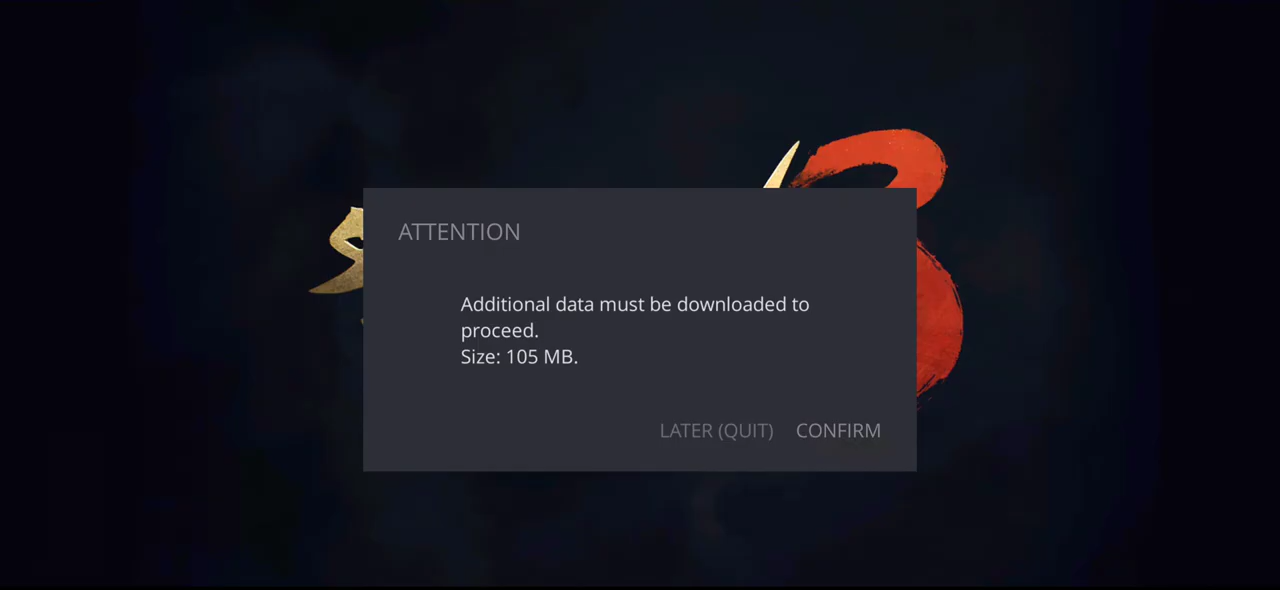 ATTENTION
Additional data must be downloaded to
proceed.
Size: 105 MB.
LATER (QUIT) CONFIRM